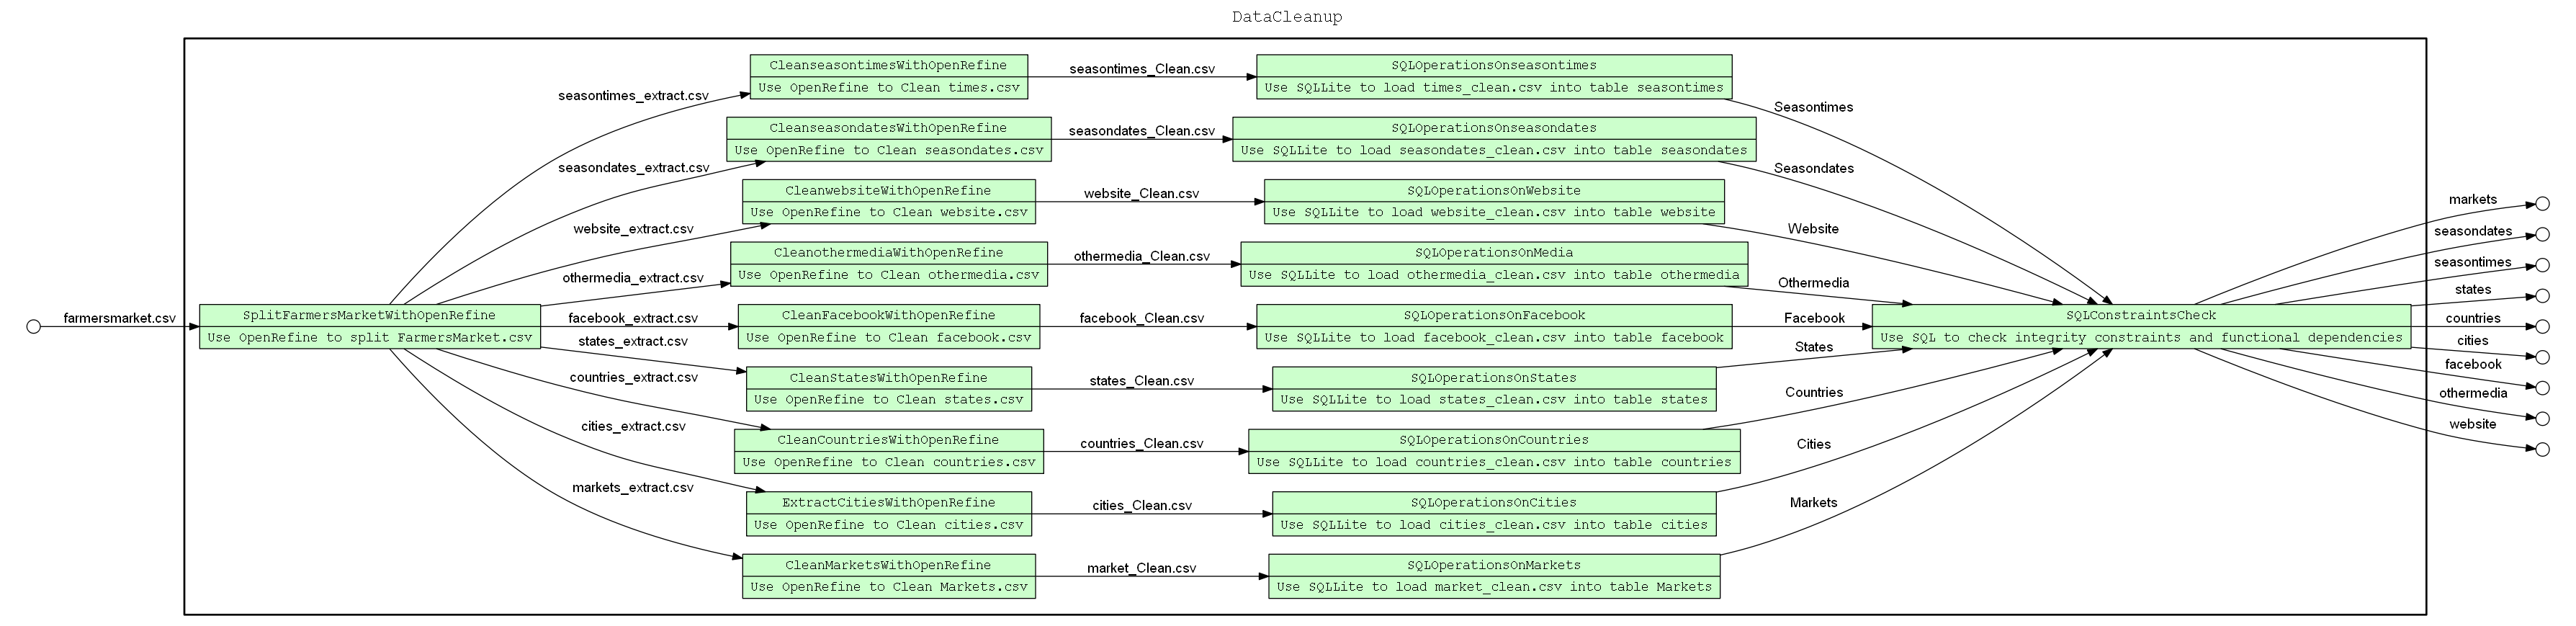 DataCleanup
farmersmarket.csv
SplitFarmersMarketWithOpenRefine
Use OpenRefine to split FarmersMarket.csv
seasontimes_extract.csv
seasondates_extract.csv
website_extract.csv
othermedia_extract.csv
facebook_extract.csv
states_extract.csv
countries_extract.csv
cities_extract.csv
markets_extract.csv
CleanseasontimesWithOpenRefine
Use OpenRefine to Clean times.csv
CleanseasondatesWithOpenRefine
Use OpenRefine to Clean seasondates.csv
CleanwebsiteWithOpenRefine
Use OpenRefine to Clean website.csv
CleanothermediaWithOpenRefine
Use OpenRefine to Clean othermedia.csv
CleanFacebookWithOpenRefine
Use OpenRefine to Clean facebook.csv
CleanStatesWithOpenRefine
Use OpenRefine to Clean states.csv
CleanCountriesWithOpenRefine
Use OpenRefine to Clean countries.csv
ExtractCitiesWithOpenRefine
Use OpenRefine to Clean cities.csv
CleanMarketsWithOpenRefine
Use OpenRefine to Clean Markets.csv
seasontimes_Clean.csv
seasondates_Clean.csv
website_Clean.csv
othermedia_Clean.csv
facebook_Clean.csv
states_Clean.csv
countries_Clean.csv
cities_Clean.csv
market_Clean.csv
SQLOperationsOnseasontimes
Use SQLLite to load times_clean.csv into table seasontimes
SQLOperationsOnseasondates
Use SQLLite to load seasondates_clean.csv into table seasondates
SQLOperationsOnWebsite
Use SQLLite to load website_clean.csv into table website
SQLOperationsOnMedia
Use SQLLite to load othermedia_clean.csv into table othermedia
SQLOperationsOnFacebook
Use SQLLite to load facebook_clean.csv into table facebook
SQLOperationsOnStates
Use SQLLite to load states_clean.csv into table states
SQLOperationsOnCountries
Use SQLLite to load countries_clean.csv into table countries
SQLOperationsOnCities
Use SQLLite to load cities_clean.csv into table cities
SQLOperationsOnMarkets
Use SQLLite to load market_clean.csv into table Markets
Seasontimes
Seasondates
Website
Othermedia
Facebook
States
Countries
Cities
Markets
SQLConstraintsCheck
Use SQL to check integrity constraints and functional dependencies
markets
seasondates
seasontimes
states
countries
cities
facebook
othermedia
website